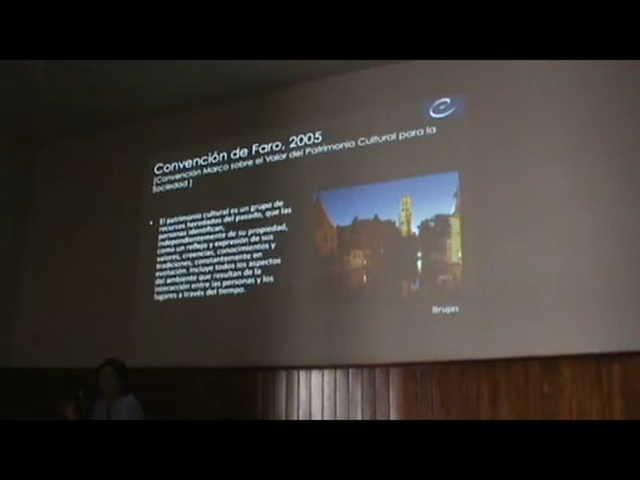 Convención de Faro, 2005
(Convención Marco sobre el Valor del Patrimonio Cultural para la
Sociedad )
• El patrimonio cultural es un grupo de
recursos heredados del pasado, que las
personas identifican,
independientemente de su propiedad,
como un reflejo y expresión de sus
valores, creencias, conocimientos y
tradiciones, constantemente en
evolución. Incluye todos los aspectos
del ambiente que resultan de la
interacción entre las personas y los
lugares a través del tiempo.
Brujas